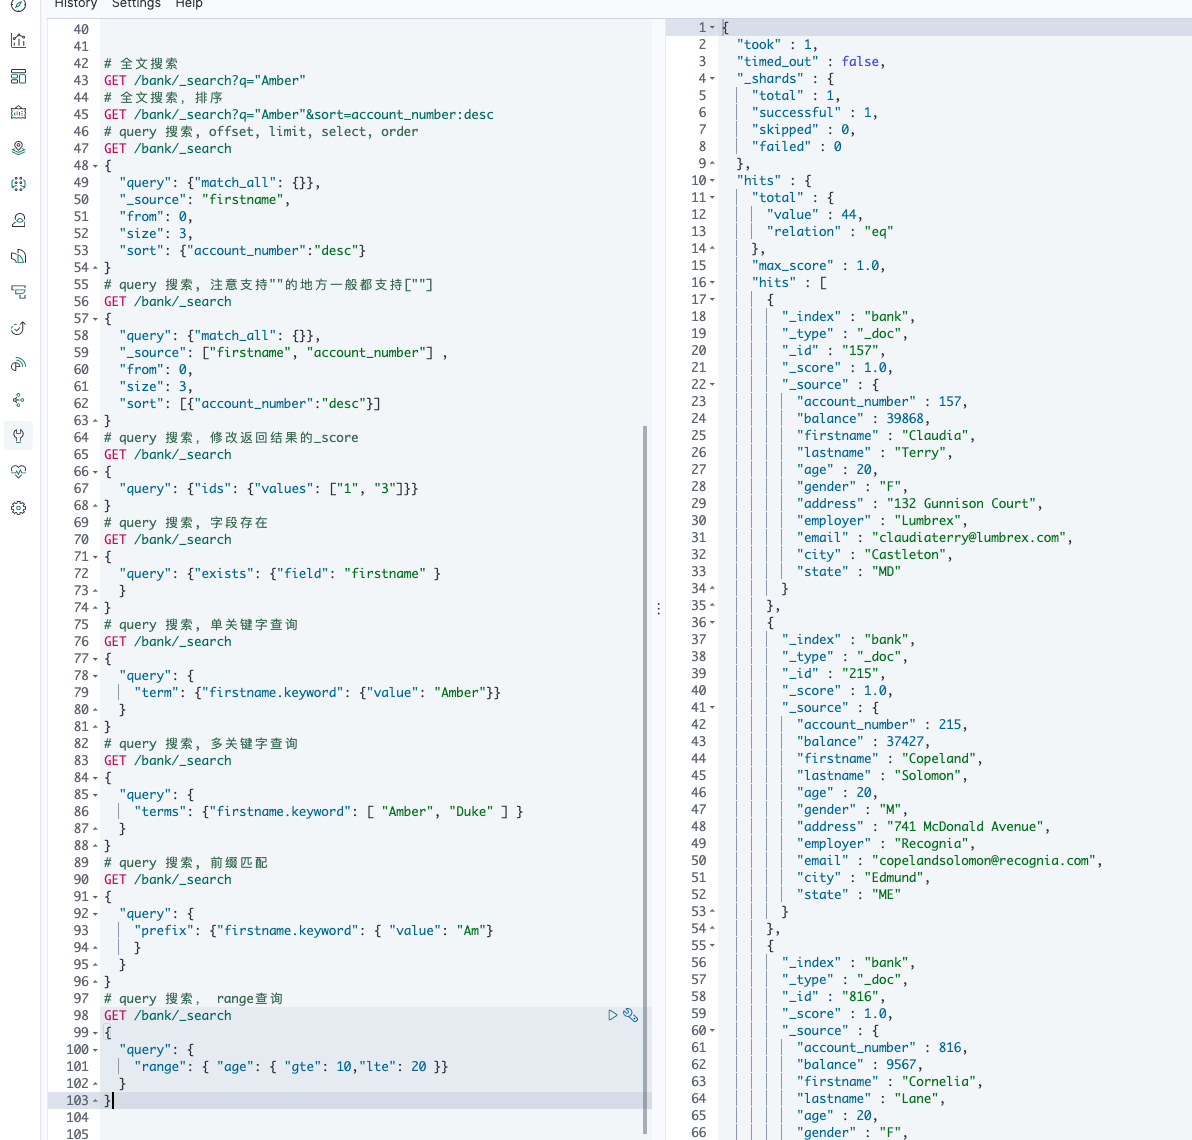 History Settings Help
40
41
42 # 全文搜索
43 GET /bank/_search?q="Amber"
44 # 全文搜索, 排序
45 GET /bank/_search?q="Amber"&sort=account_number:desc
46 # query 搜索, offset, limit, select, order
47 GET /bank/_search
48 {
49 "query": {"match_all": {}},
50 "_source": "firstname",
51 "from": 0,
52 "size": 3,
53 "sort": {"account_number":"desc"}
54 }
55 # query 搜索, 注意支持""的地方一般都支持[""]
56 GET /bank/_search
57 {
58 "query": {"match_all": {}},
59 "_source": ["firstname", "account_number"] ,
60 "from": 0,
61 "size": 3,
62 "sort": [{"account_number":"desc"}]
63 }
64 # query 搜索, 修改返回结果的_score
65 GET /bank/_search
66 {
67 "query": {"ids": {"values": ["1", "3"]}}
68 }
69 # query 搜索, 字段存在
70 GET /bank/_search
71 {
72 "query": {"exists": {"field": "firstname" }
73 }
74 }
75 # query 搜索, 单关键字查询
76 GET /bank/_search
77 {
78 "query": {
79 "term": {"firstname.keyword": {"value": "Amber"}}
80 }
81 }
82 # query 搜索, 多关键字查询
83 GET /bank/_search
84 {
85 "query": {
86 "terms": {"firstname.keyword": [ "Amber", "Duke" ] }
87 }
88 }
89 # query 搜索, 前缀匹配
90 GET /bank/_search
91 {
92 "query": {
93 "prefix": {"firstname.keyword": { "value": "Am"}
94 }
95 }
96 }
97 # query 搜索, range查询
98 GET /bank/_search
99 {
100 "query": {
101 "range": { "age": { "gte": 10,"lte": 20 }}
102 }
103 }
104
105
1 {
2 "took" : 1,
3 "timed_out" : false,
4 "_shards" : {
5 "total" : 1,
6 "successful" : 1,
7 "skipped" : 0,
8 "failed" : 0
9 },
10 "hits" : {
11 "total" : {
12 "value" : 44,
13 "relation" : "eq"
14 },
15 "max_score" : 1.0,
16 "hits" : [
17 {
18 "_index" : "bank",
19 "_type" : "_doc",
20 "_id" : "157",
21 "_score" : 1.0,
22 "_source" : {
23 "account_number" : 157,
24 "balance" : 39868,
25 "firstname" : "Claudia",
26 "lastname" : "Terry",
27 "age" : 20,
28 "gender" : "F",
29 "address" : "132 Gunnison Court",
30 "employer" : "Lumbrex",
31 "email" : "claudiaterry@lumbrex.com",
32 "city" : "Castleton",
33 "state" : "MD"
34 }
35 },
36 {
37 "_index" : "bank",
38 "_type" : "_doc",
39 "_id" : "215",
40 "_score" : 1.0,
41 "_source" : {
42 "account_number" : 215,
43 "balance" : 37427,
44 "firstname" : "Copeland",
45 "lastname" : "Solomon",
46 "age" : 20,
47 "gender" : "M",
48 "address" : "741 McDonald Avenue",
49 "employer" : "Recognia",
50 "email" : "copelandsolomon@recognia.com",
51 "city" : "Edmund",
52 "state" : "ME"
53 }
54 },
55 {
56 "_index" : "bank",
57 "_type" : "_doc",
58 "_id" : "816",
59 "_score" : 1.0,
60 "_source" : {
61 "account_number" : 816,
62 "balance" : 9567,
63 "firstname" : "Cornelia",
64 "lastname" : "Lane",
65 "age" : 20,
66 "gender" : "F",